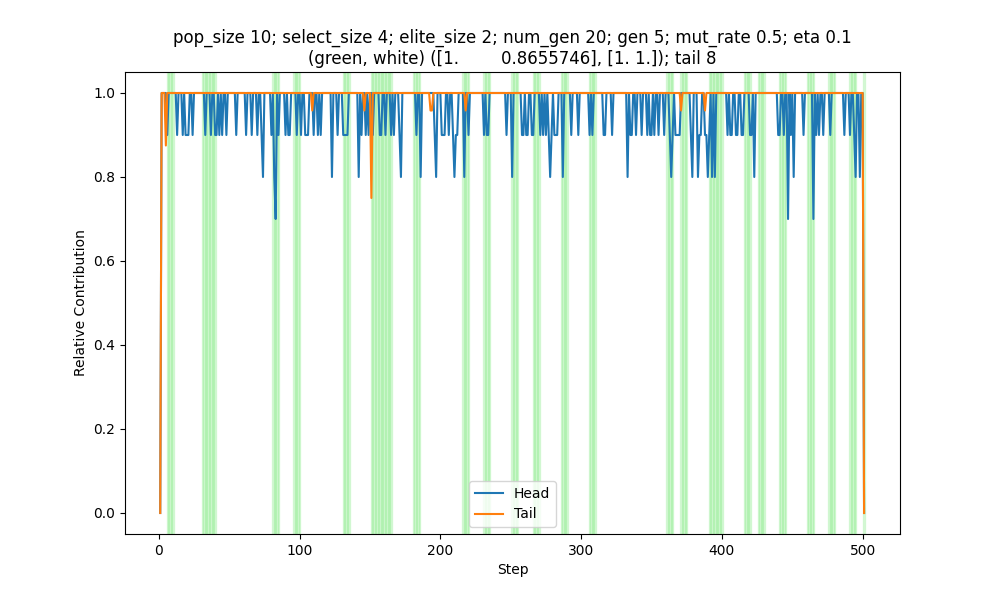 pop_size 10; select_size 4; elite_size 2; num_gen 20; gen 5; mut_rate 0.5; eta 0.1
(green, white) ([1. 0.8655746], [1. 1.]); tail 8
Relative Contribution
1.0
0.8
0.6
0.4
0.2
0.0
Head
Tail
0 100 200 300 400 500
Step